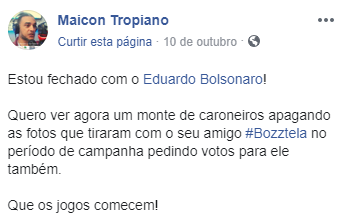 Maicon Tropiano
Curtir esta página · 10 de outubro ·
Estou fechado com o Eduardo Bolsonaro!
Quero ver agora um monte de caroneiros apagando
as fotos que tiraram com o seu amigo #Bozztela no
período de campanha pedindo votos para ele
também.
Que os jogos comecem!